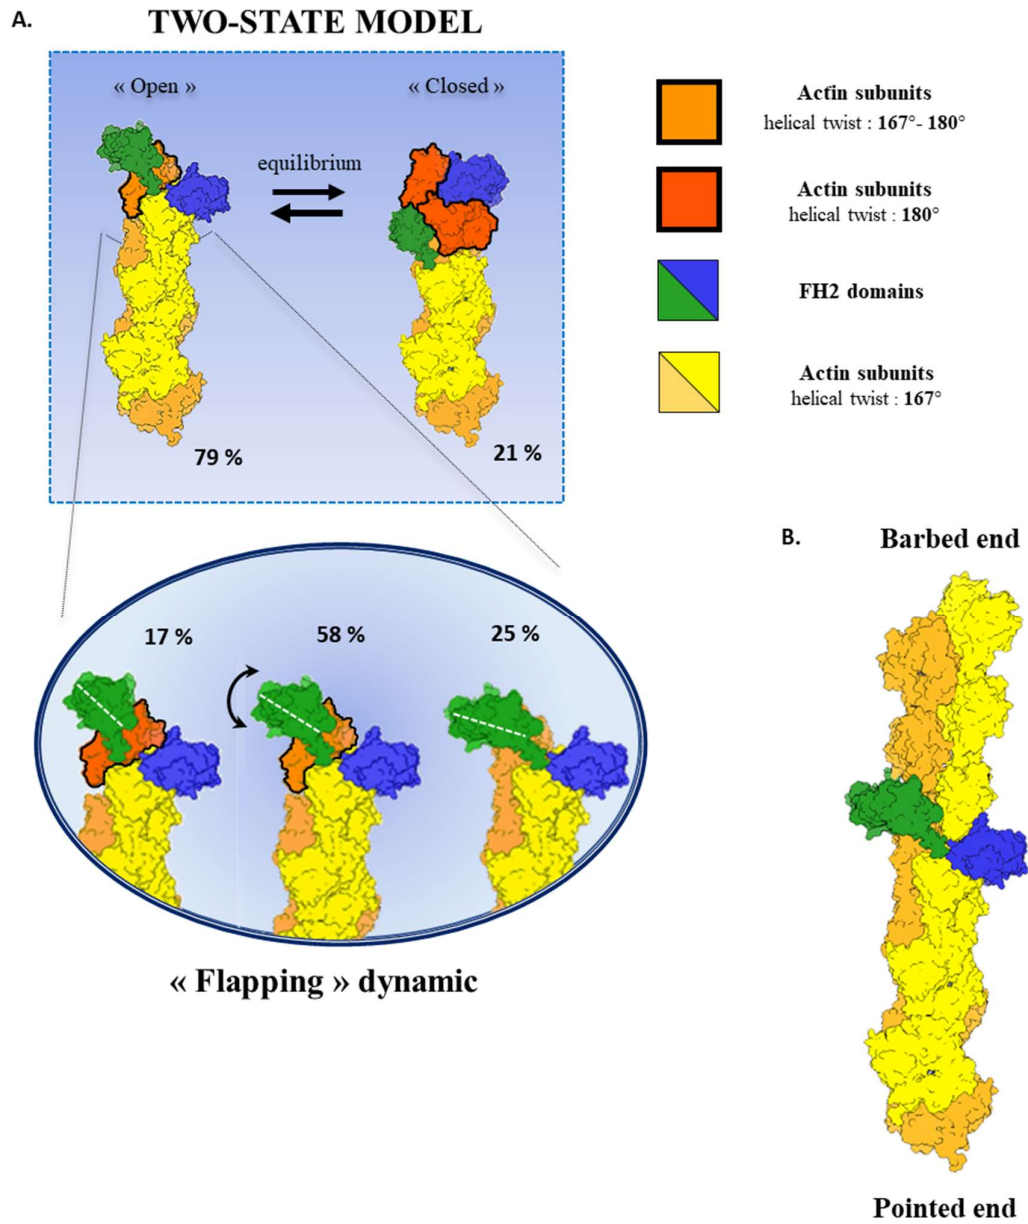 A.
TWO-STATE MODEL
« Open »
« Closed »
equilibrium
79 %
21 %
Actin subunits
helical twist : 167°- 180°
Actin subunits
helical twist : 180°
FH2 domains
Actin subunits
helical twist : 167°
17 %
58 %
25 %
« Flapping » dynamic
B.
Barbed end
Pointed end